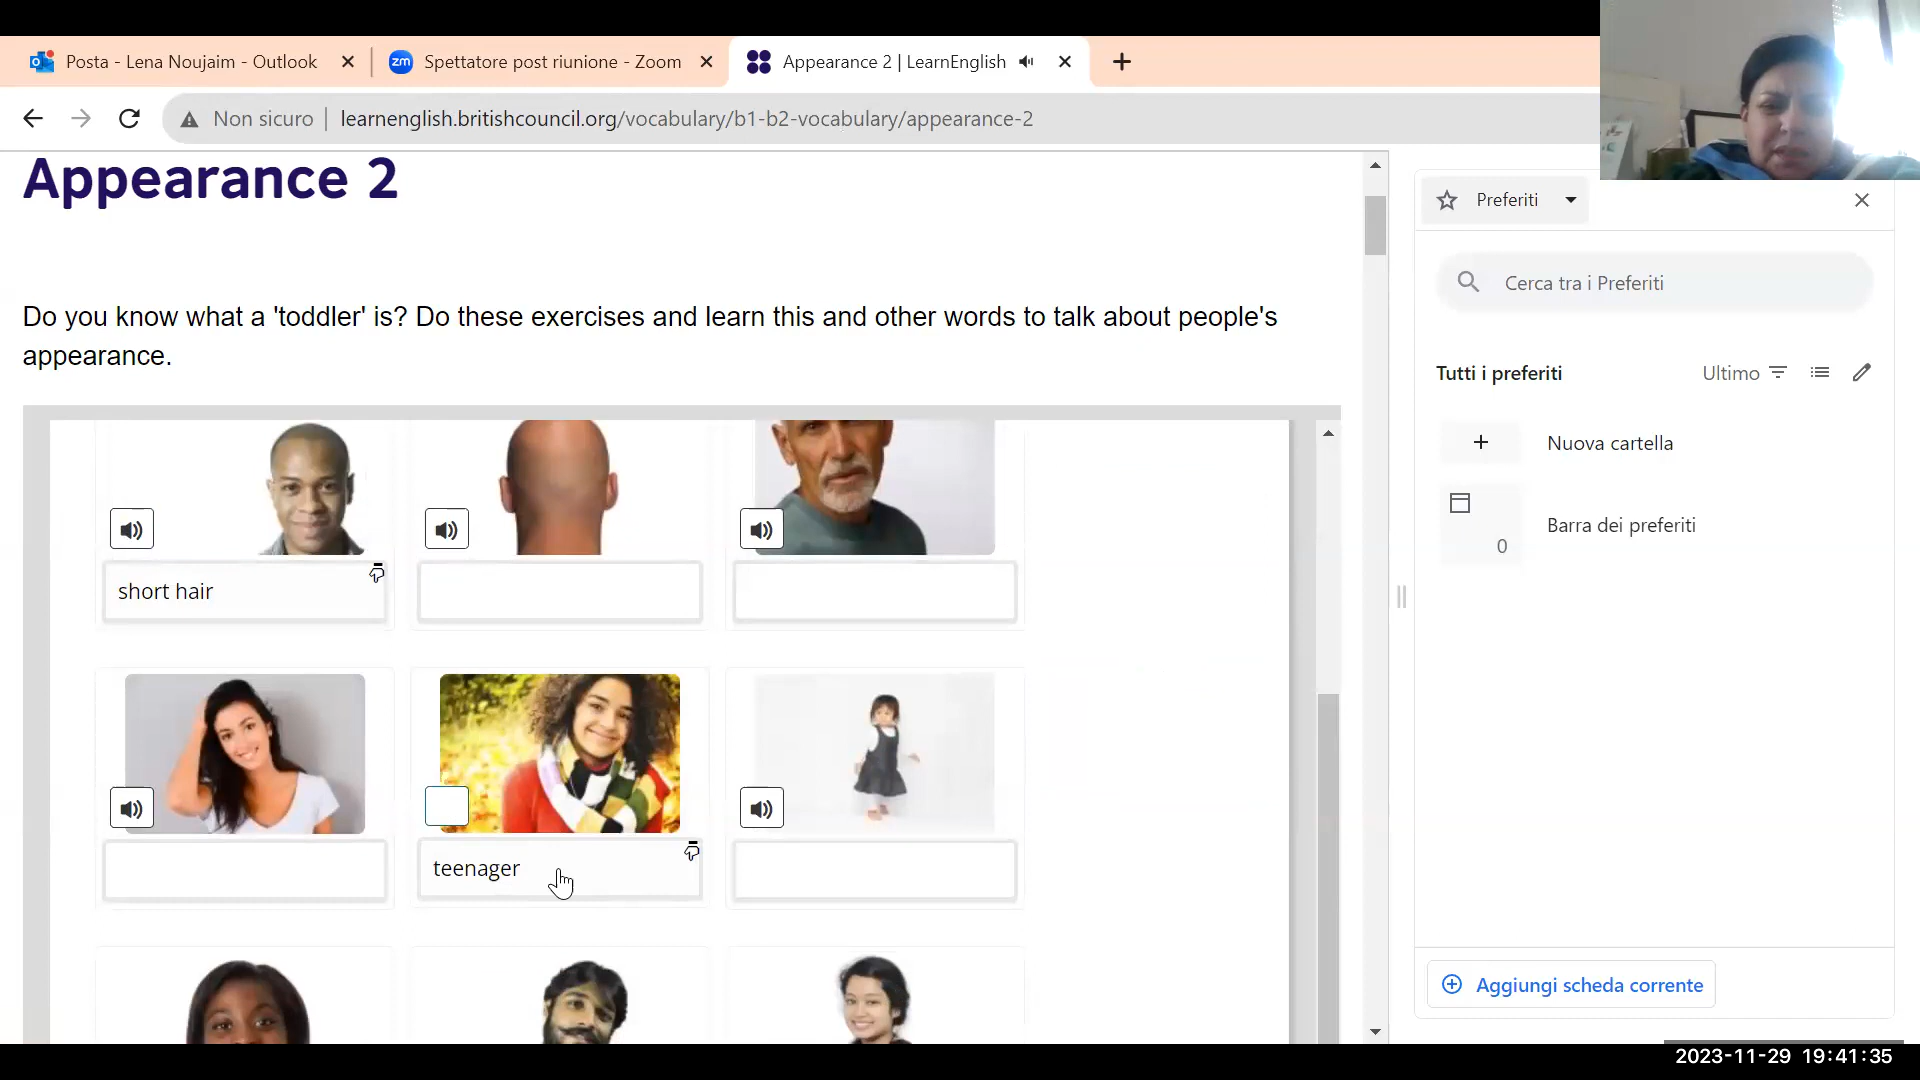 Posta - Lena Noujaim - Outlook
Spettatore post riunione - Zoom
Appearance 2 | LearnEnglish
Non sicuro
learnenglish.britishcouncil.org/vocabulary/b1-b2-vocabulary/appearance-2
Appearance 2
Do you know what a 'toddler' is? Do these exercises and learn this and other words to talk about people's
appearance.
short hair
teenager
Preferiti
Cerca tra i Preferiti
Tutti i preferiti
Ultimo
Nuova cartella
0
Barra dei preferiti
Aggiungi scheda corrente
2023-11-29 19:41:35